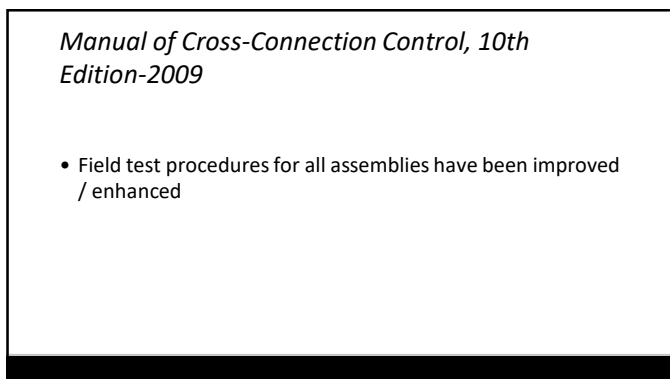 Manual of Cross-Connection Control, 10th
Edition-2009
• Field test procedures for all assemblies have been improved
/ enhanced